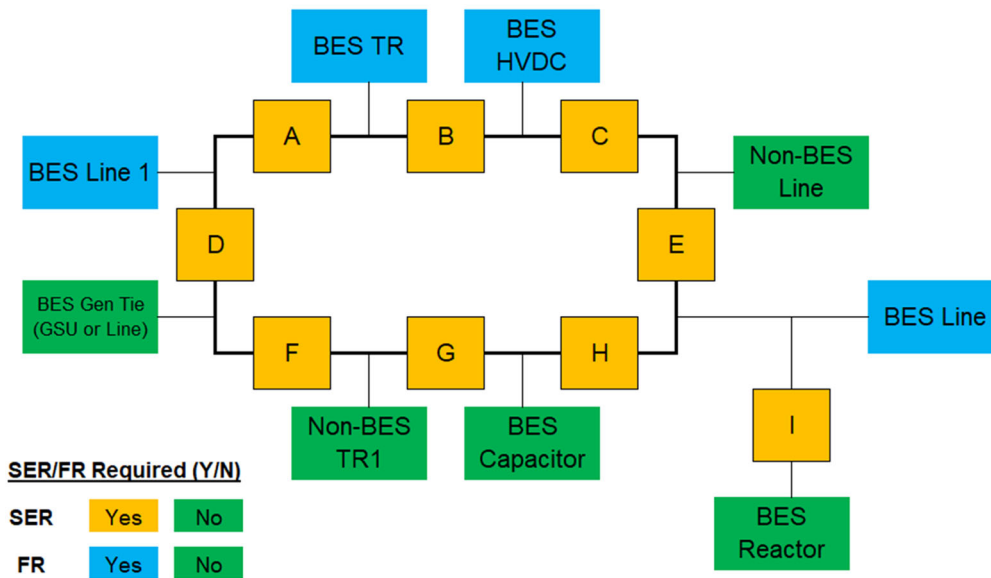 BES TR
BES
HVDC
A
B
C
BES Line 1
Non-BES
Line
D
E
BES Gen Tie
(GSU or Line)
BES Line
F
G
H
Non-BES
TR1
BES
Capacitor
I
SER/FR Required (Y/N)
SER Yes No
BES
Reactor
FR Yes No